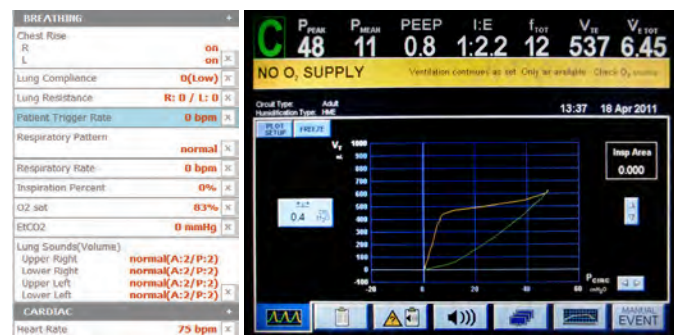 BREATHING +
Chest Rise
R on
L on ×
Lung Compliance 0(Low) ×
Lung Resistance R: 0 / L: 0 ×
Patient Trigger Rate 0 bpm ×
Respiratory Pattern
normal ×
Respiratory Rate 0 bpm ×
Inspiration Percent 0% ×
O2 sat 83% ×
EtCO2 0 mmHg ×
Lung Sounds(Volume)
Upper Right normal(A:2/P:2)
Lower Right normal(A:2/P:2)
Upper Left normal(A:2/P:2)
Lower Left normal(A:2/P:2) ×
CARDIAC +
Heart Rate 75 bpm ×
C
PPEAK PMEAN PEEP I:E fTOT VTE V̇E TOT
48 11 0.8 1:2.2 12 537 6.45
NO O2 SUPPLY
Ventilation continues as set. Only air available. Check O2
Circuit Type: Adult
Humidification Type: HME
13:37 18 Apr 2011
PLOT SETUP
FREEZE
VT
mL
1000
900
800
700
600
500
400
300
200
100
0
-100
-20 0 20 40 60
PCIRC
cmH2O
Insp Area
0.000
0.4
MANUAL EVENT